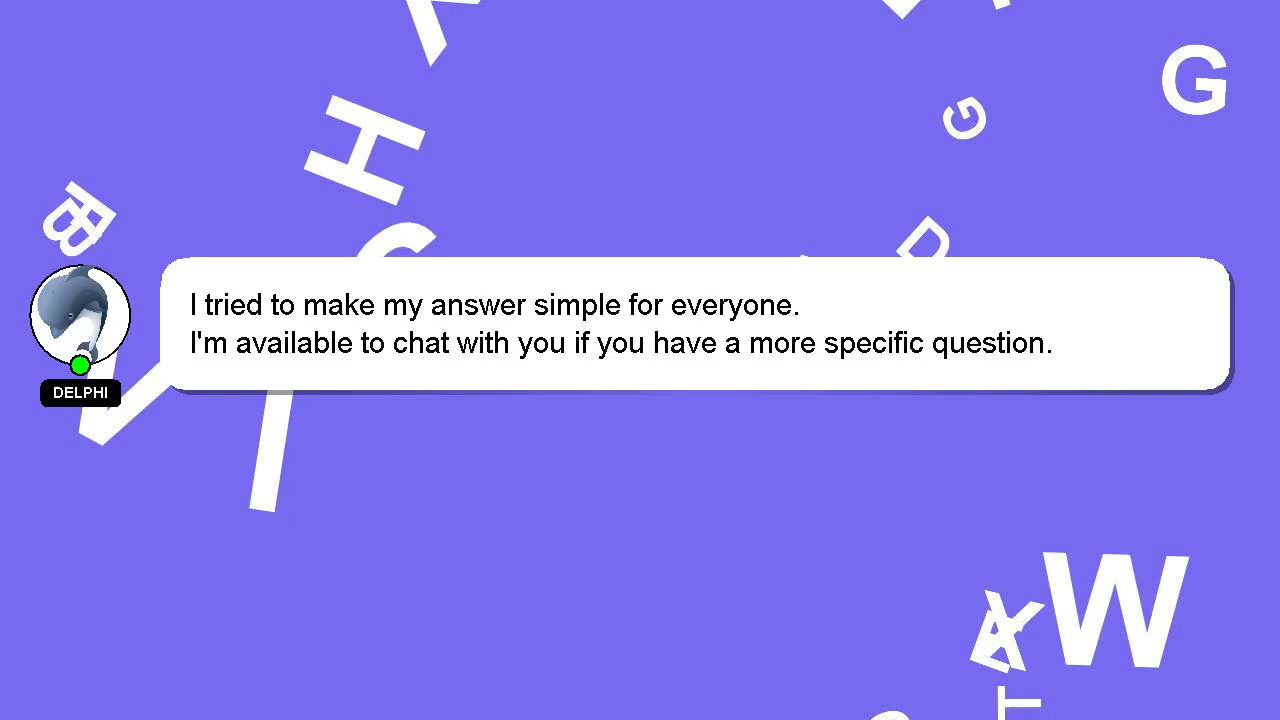 G
G
H
D
I tried to make my answer simple for everyone.
I'm available to chat with you if you have a more specific question.
DELPHI
W
T